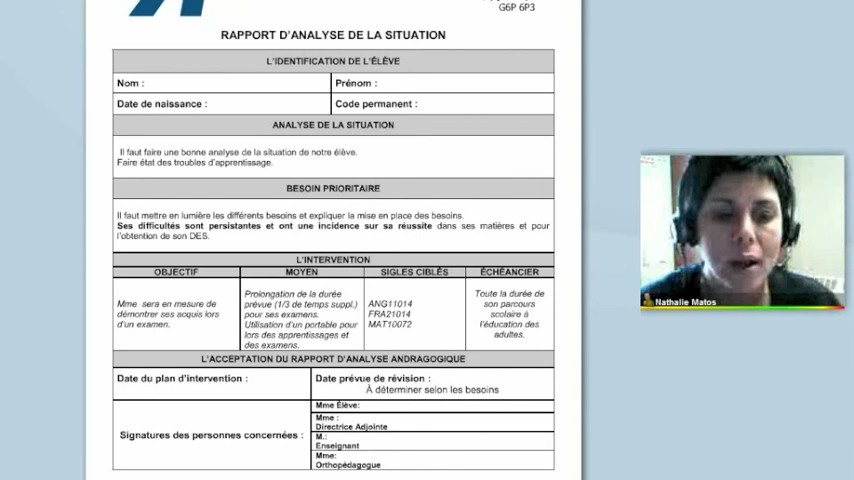 G6P 6P3
RAPPORT D'ANALYSE DE LA SITUATION
L'IDENTIFICATION DE L'ÉLÈVE
Nom :
Prénom :
Date de naissance :
Code permanent :
ANALYSE DE LA SITUATION
Il faut faire une bonne analyse de la situation de notre élève.
Faire état des troubles d'apprentissage.
BESOIN PRIORITAIRE
Il faut mettre en lumière les différents besoins et expliquer la mise en place des besoins.
Ses difficultés sont persistantes et ont une incidence sur sa réussite dans ses matières et pour
l'obtention de son DES.
L'INTERVENTION
OBJECTIF
MOYEN
SIGLES CIBLÉS
ÉCHÉANCIER
Mme sera en mesure de
démontrer ses acquis lors
d'un examen.
Prolongation de la durée
prévue (1/3 de temps suppl.)
pour ses examens.
Utilisation d'un portable pour
lors des apprentissages et
des examens.
ANG11014
FRA21014
MAT10072
Toute la durée de
son parcours
scolaire à
l'éducation des
adultes.
L'ACCEPTATION DU RAPPORT D'ANALYSE ANDRAGOGIQUE
Date du plan d'intervention :
Date prévue de révision :
À déterminer selon les besoins
Signatures des personnes concernées :
Mme Élève:
Mme :
Directrice Adjointe
M.:
Enseignant
Mme:
Orthopédagogue
Nathalie Matos